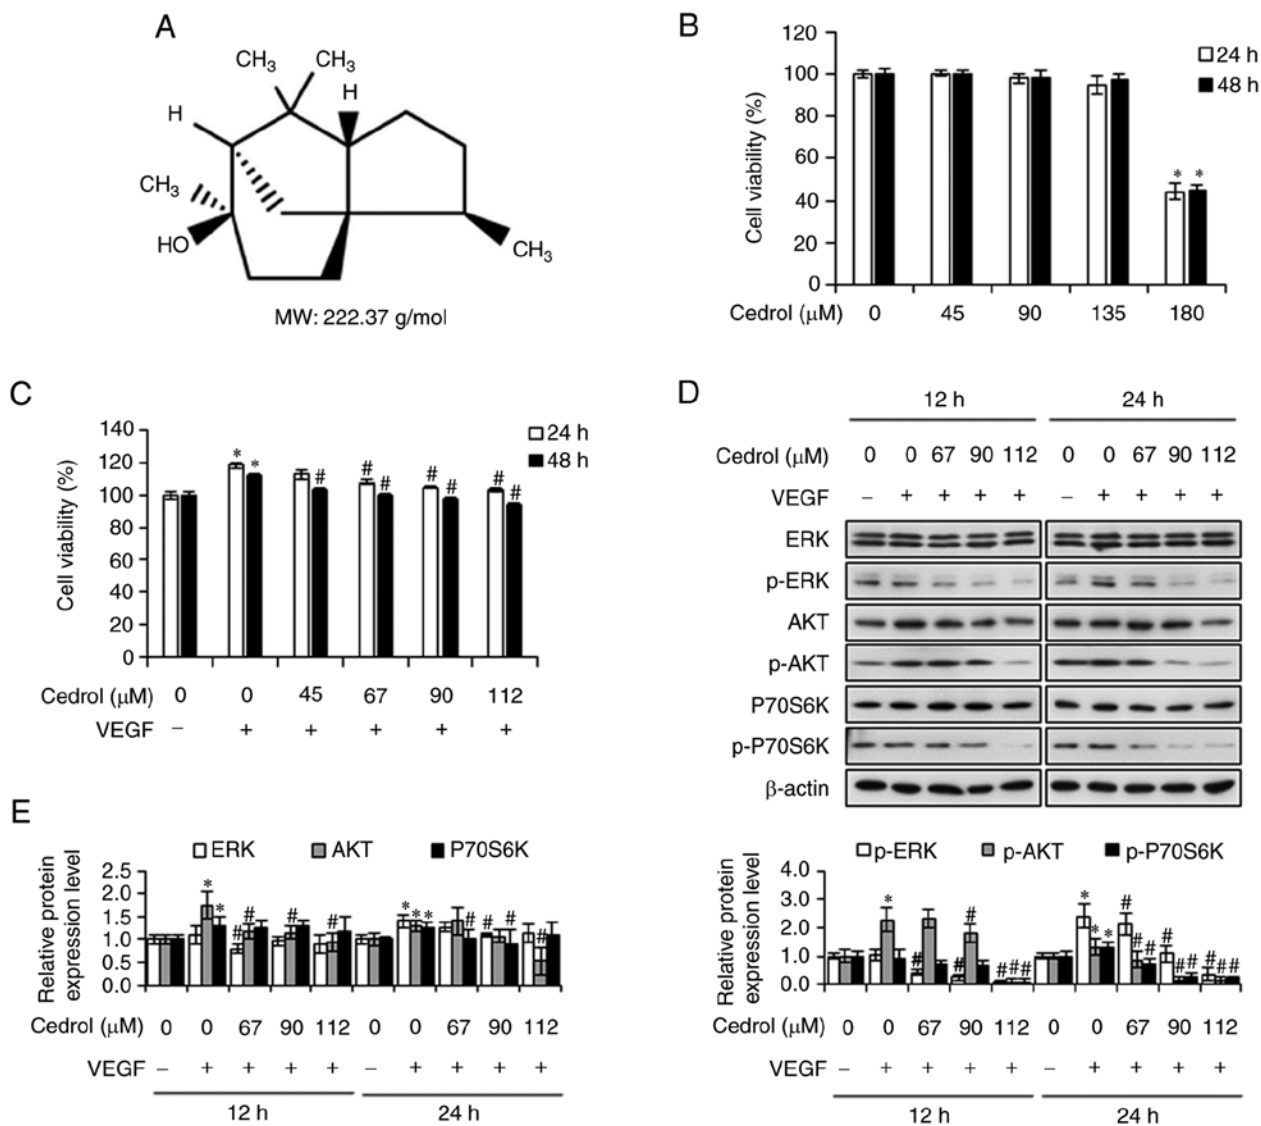 A
CH3
CH3
H
H
CH3
HO
CH3
MW: 222.37 g/mol
B
Cell viability (%)
120
100
80
60
40
20
0
24 h
48 h
* *
Cedrol (μM) 0 45 90 135 180
C
Cell viability (%)
140
120
100
80
60
40
20
0
24 h
48 h
* * # # # # # # #
Cedrol (μM) 0 0 45 67 90 112
VEGF – + + + + +
D
12 h 24 h
Cedrol (μM) 0 0 67 90 112 0 0 67 90 112
VEGF – + + + + – + + + +
ERK
p-ERK
AKT
p-AKT
P70S6K
p-P70S6K
β-actin
E
ERK AKT P70S6K
Relative protein
expression level
2.5
2.0
1.5
1.0
0.5
0.0
* * # # # # * * * # # # #
Cedrol (μM) 0 0 67 90 112 0 0 67 90 112
VEGF – + + + + – + + + +
12 h 24 h
p-ERK p-AKT p-P70S6K
Relative protein
expression level
4.0
3.0
2.0
1.0
0.0
* # # # # # # * * * # # # # # # # # #
Cedrol (μM) 0 0 67 90 112 0 0 67 90 112
VEGF – + + + + – + + + +
12 h 24 h